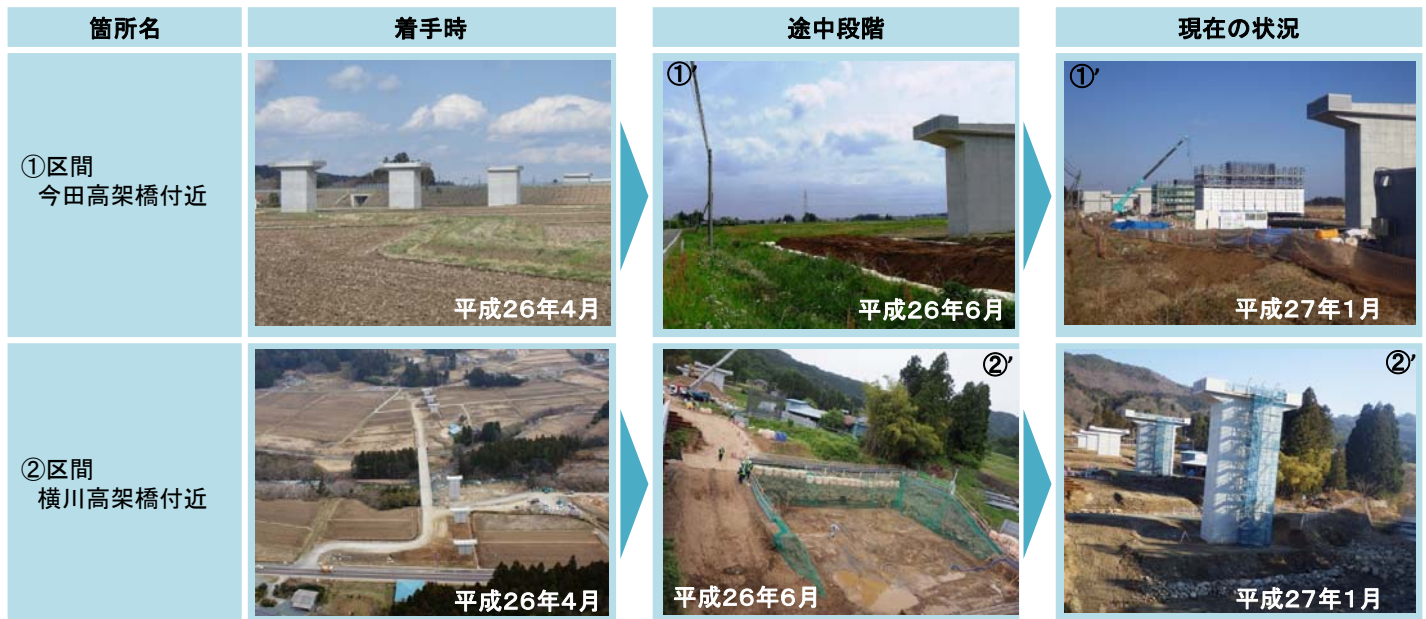 箇所名
着手時
途中段階
現在の状況
①区間
今田高架橋付近
平成26年4月
①'
平成26年6月
①'
平成27年1月
②区間
横川高架橋付近
平成26年4月
②'
平成26年6月
②'
平成27年1月